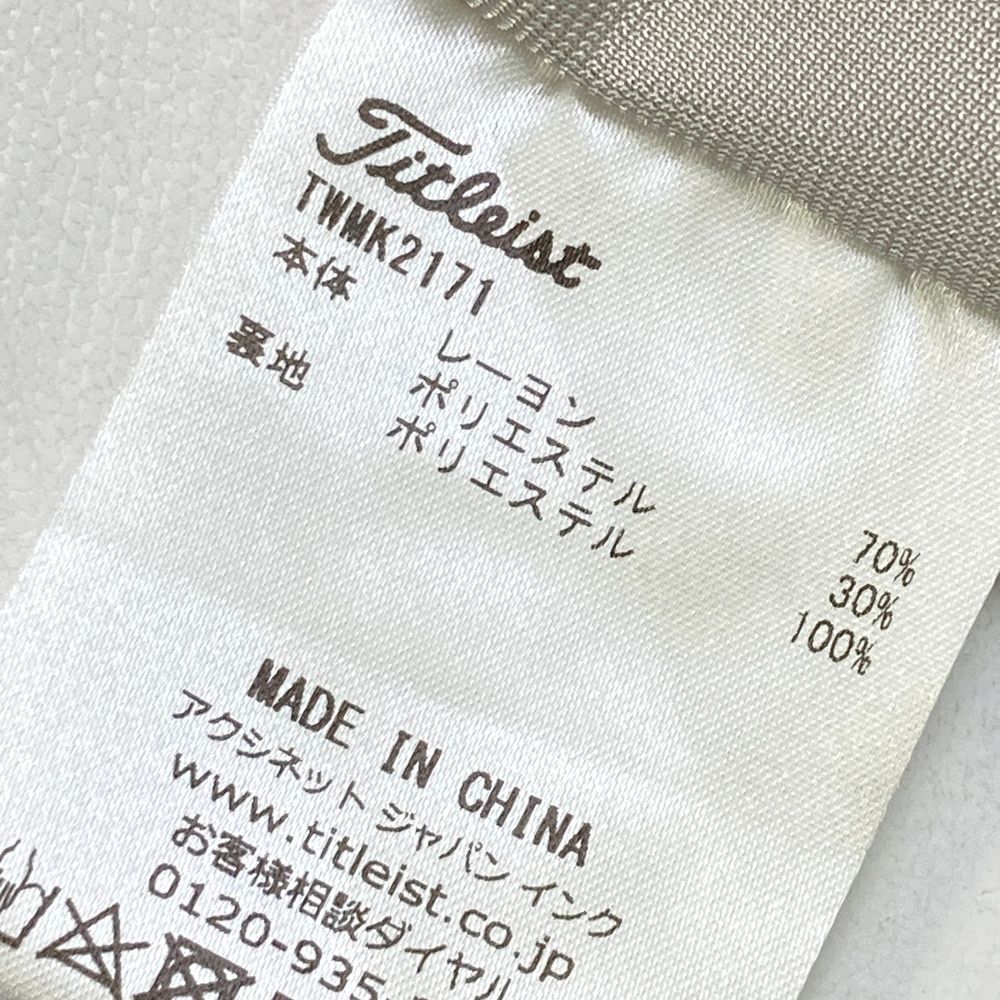 Titleist
TWMK2171
本体 レーヨン 70%
ポリエステル 30%
裏地 ポリエステル 100%
MADE IN CHINA
アクシネット ジャパン インク
www.titleist.co.jp
お客様相談ダイヤル
0120-935-